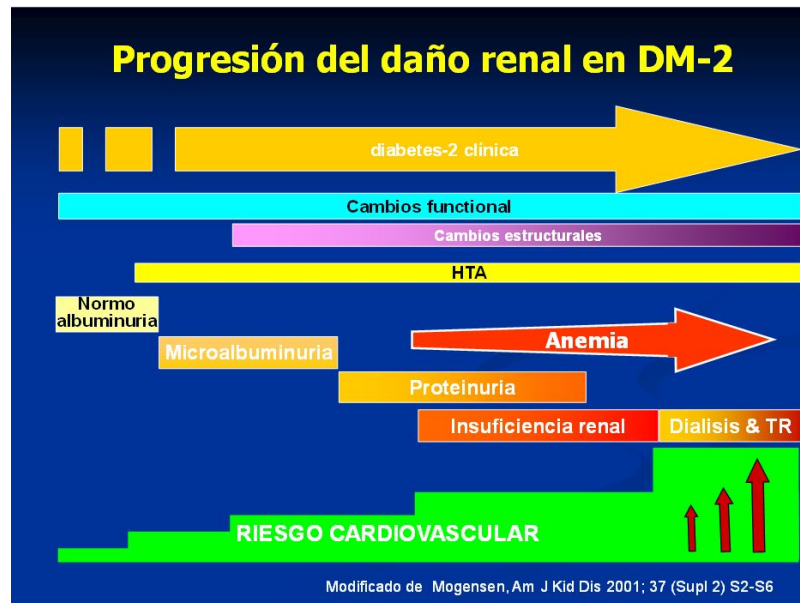 Progresión del daño renal en DM-2
diabetes-2 clínica
Cambios functional
Cambios estructurales
HTA
Normo
albuminuria
Microalbuminuria
Anemia
Proteinuria
Insuficiencia renal
Dialisis & TR
RIESGO CARDIOVASCULAR
Modificado de Mogensen, Am J Kid Dis 2001; 37 (Supl 2) S2-S6